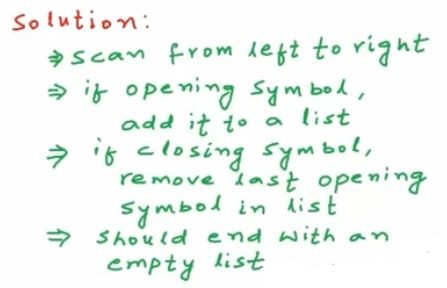 Solution:
⇒ scan from left to right
⇒ if opening symbol,
add it to a list
⇒ if closing symbol,
remove last opening
symbol in list
⇒ should end with an
empty list